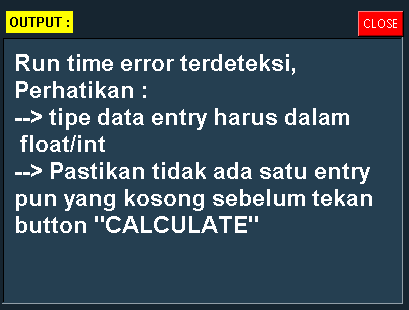 OUTPUT :
CLOSE
Run time error terdeteksi,
Perhatikan :
--> tipe data entry harus dalam
float/int
--> Pastikan tidak ada satu entry
pun yang kosong sebelum tekan
button "CALCULATE"